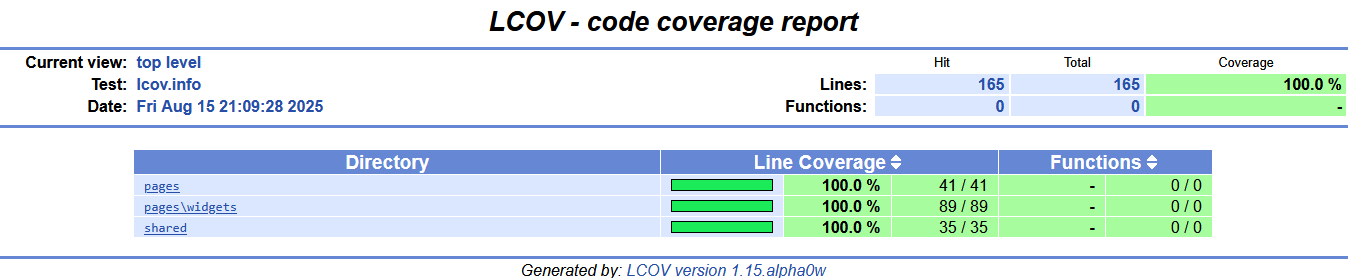 LCOV - code coverage report
Current view: top level Hit Total Coverage
Test: lcov.info Lines: 165 165 100.0 %
Date: Fri Aug 15 21:09:28 2025 Functions: 0 0 -
Directory Line Coverage Functions
pages 100.0 % 41 / 41 - 0 / 0
pages\widgets 100.0 % 89 / 89 - 0 / 0
shared 100.0 % 35 / 35 - 0 / 0
Generated by: LCOV version 1.15.alpha0w